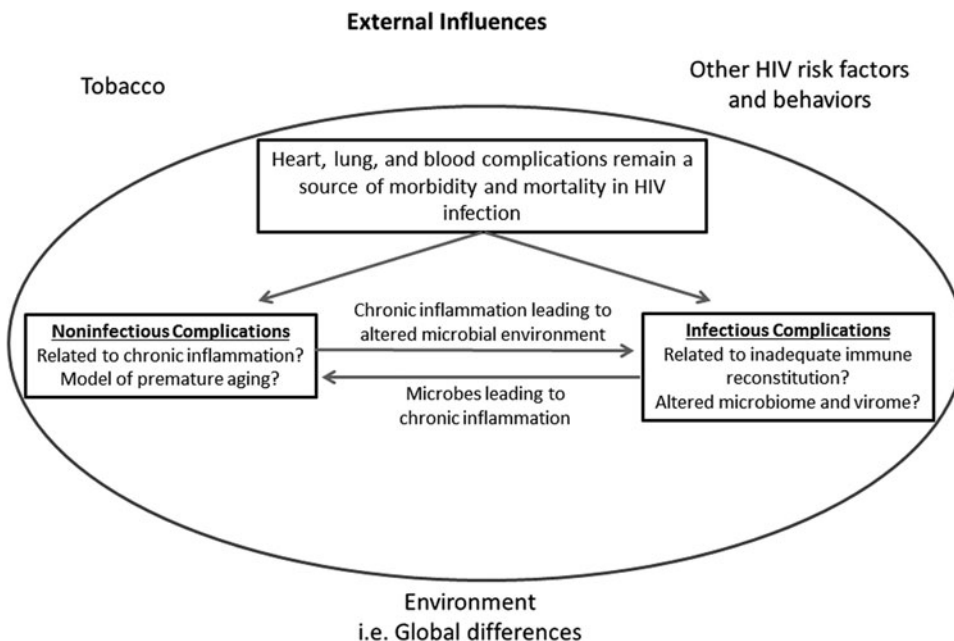 External Influences
Tobacco
Other HIV risk factors
and behaviors
Heart, lung, and blood complications remain a
source of morbidity and mortality in HIV
infection
Noninfectious Complications
Related to chronic inflammation?
Model of premature aging?
Chronic inflammation leading to
altered microbial environment
Microbes leading to
chronic inflammation
Infectious Complications
Related to inadequate immune
reconstitution?
Altered microbiome and virome?
Environment
i.e. Global differences